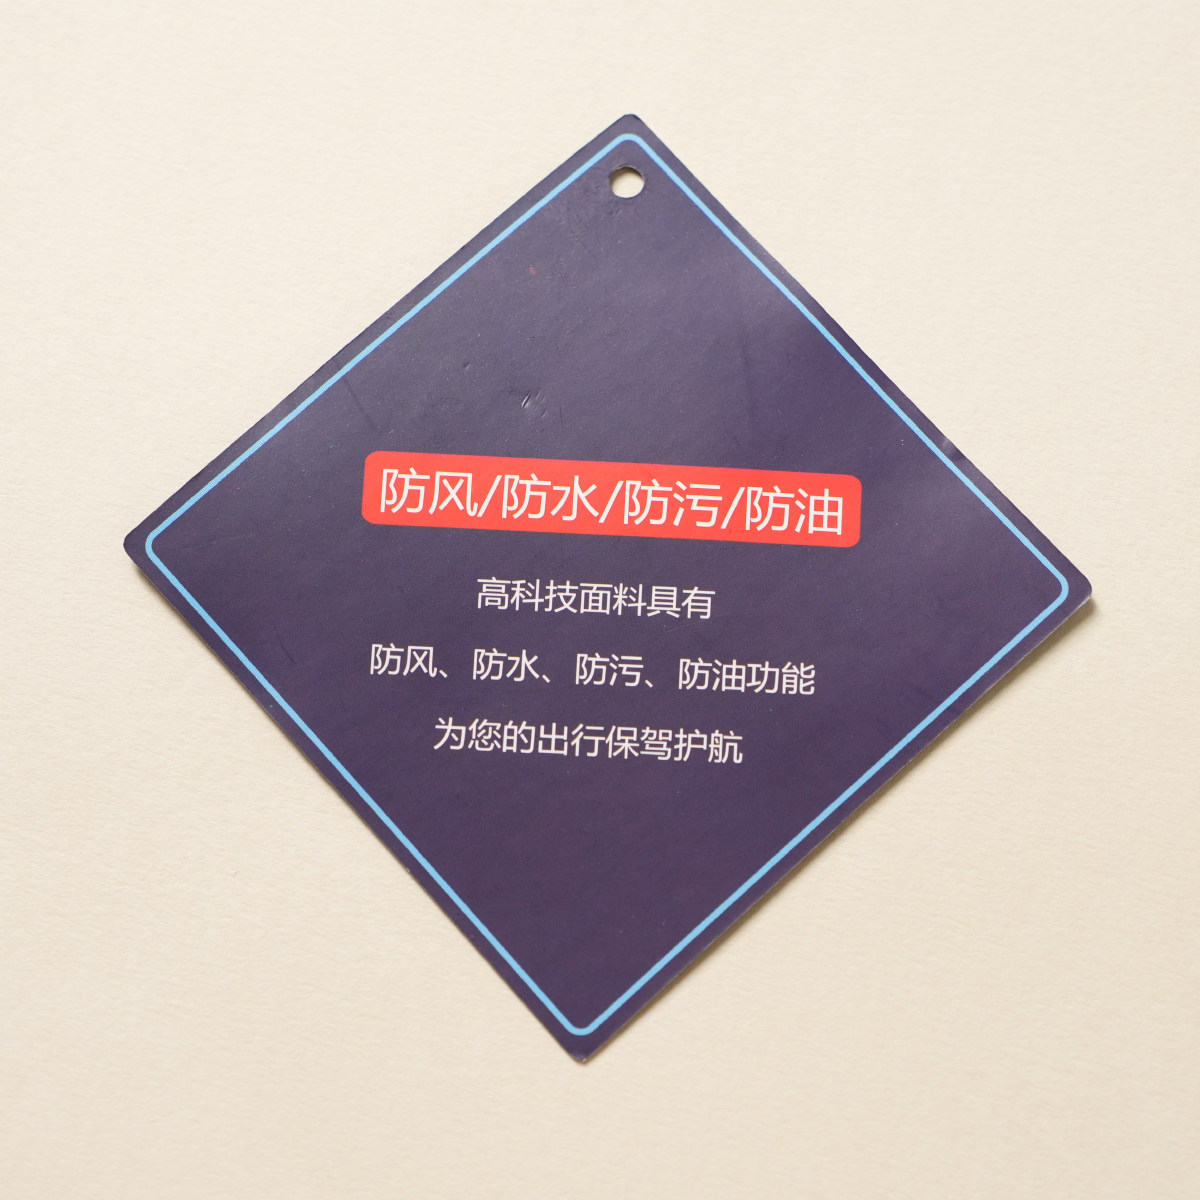 防风/防水/防污/防油
高科技面料具有
防风、防水、防污、防油功能
为您的出行保驾护航